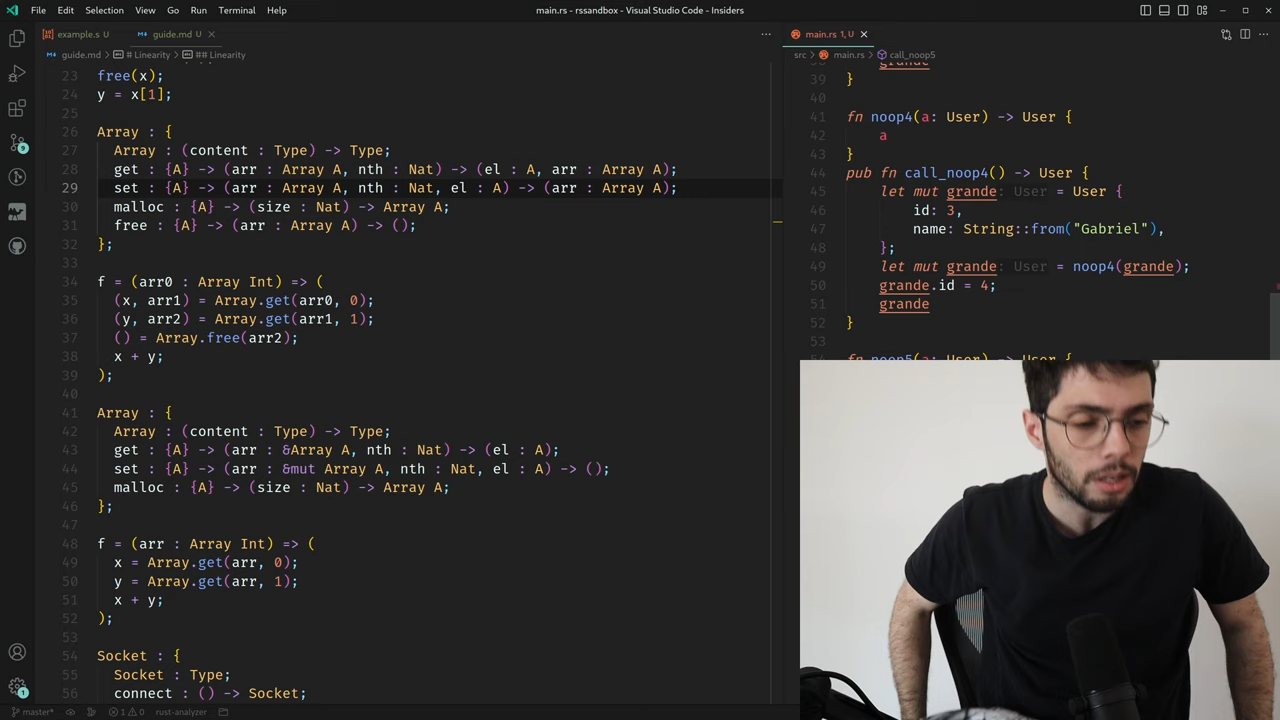 File Edit Selection View Go Run Terminal Help
main.rs - rssandbox - Visual Studio Code - Insiders
example.s U
guide.md U
guide.md > # Linearity > ## Linearity
23 free(x);
24 y = x[1];
25
26 Array : {
27 Array : (content : Type) -> Type;
28 get : {A} -> (arr : Array A, nth : Nat) -> (el : A, arr : Array A);
29 set : {A} -> (arr : Array A, nth : Nat, el : A) -> (arr : Array A);
30 malloc : {A} -> (size : Nat) -> Array A;
31 free : {A} -> (arr : Array A) -> ();
32 };
33
34 f = (arr0 : Array Int) => (
35 (x, arr1) = Array.get(arr0, 0);
36 (y, arr2) = Array.get(arr1, 1);
37 () = Array.free(arr2);
38 x + y;
39 );
40
41 Array : {
42 Array : (content : Type) -> Type;
43 get : {A} -> (arr : &Array A, nth : Nat) -> (el : A);
44 set : {A} -> (arr : &mut Array A, nth : Nat, el : A) -> ();
45 malloc : {A} -> (size : Nat) -> Array A;
46 };
47
48 f = (arr : Array Int) => (
49 x = Array.get(arr, 0);
50 y = Array.get(arr, 1);
51 x + y;
52 );
53
54 Socket : {
55 Socket : Type;
56 connect : () -> Socket;
main.rs 1, U
src > main.rs > call_noop5
grande
39 }
40
41 fn noop4(a: User) -> User {
42 a
43 }
44 pub fn call_noop4() -> User {
45 let mut grande: User = User {
46 id: 3,
47 name: String::from("Gabriel"),
48 };
49 let mut grande: User = noop4(grande);
50 grande.id = 4;
51 grande
52 }
53
fn noop5(a: User) -> User {
master* 1 0 rust-analyzer